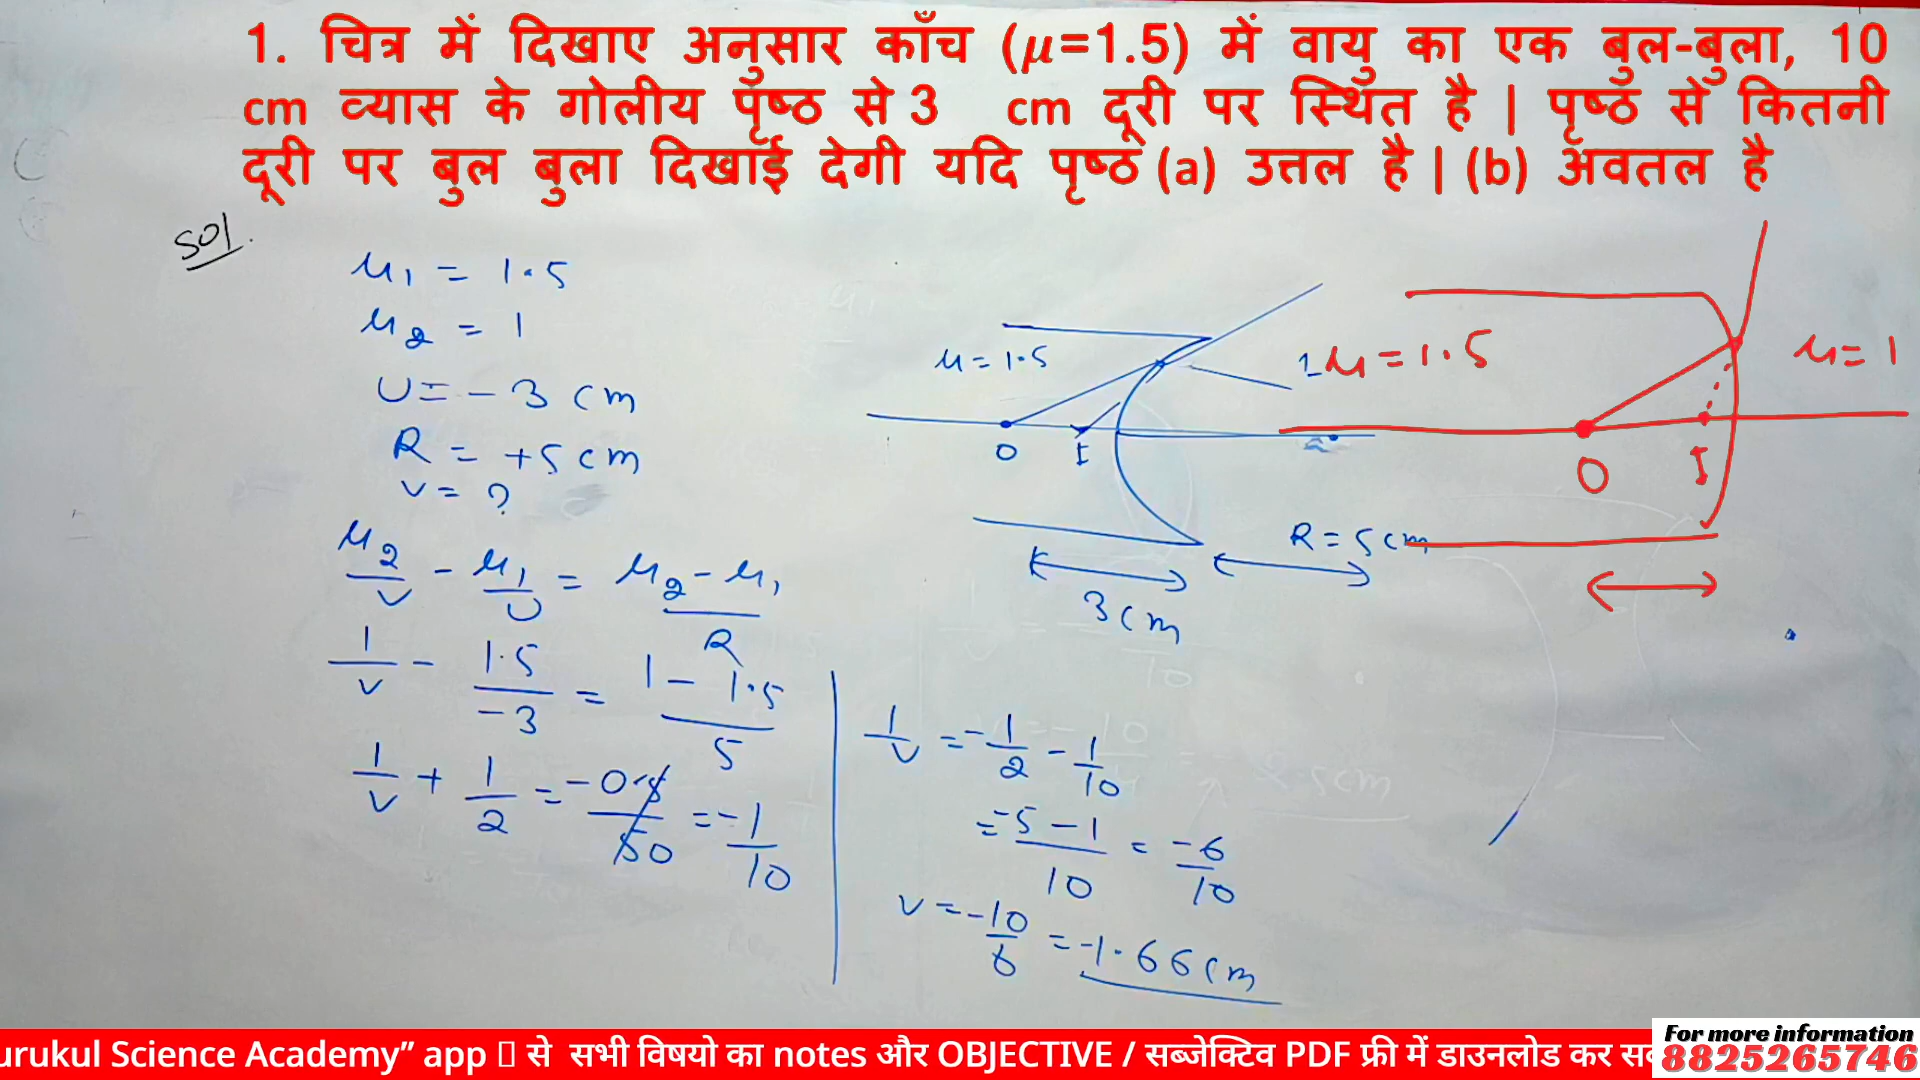 1. चित्र में दिखाए अनुसार काँच (μ=1.5) में वायु का एक बुल-बुला, 10
cm व्यास के गोलीय पृष्ठ से 3 cm दूरी पर स्थित है | पृष्ठ से कितनी
दूरी पर बुल बुला दिखाई देगी यदि पृष्ठ (a) उत्तल है | (b) अवतल है
Sol.
μ₁ = 1.5
μ₂ = 1
U = - 3 cm
R = +5 cm
v = ?
μ₂/v - μ₁/U = μ₂-μ₁/R
1/v - 1.5/-3 = 1 - 1.5/5
1/v + 1/2 = -0.5/50 = -1/10
1/v = -1/2 - 1/10
= -5-1/10 = -6/10
v = -10/6 = -1.66 cm
μ = 1.5
1
O I
3 cm
R = 5 cm
μ = 1.5
μ = 1
O I
urukul Science Academy” app से सभी विषयो का notes और OBJECTIVE / सब्जेक्टिव PDF फ्री में डाउनलोड कर
For more information
8825265746